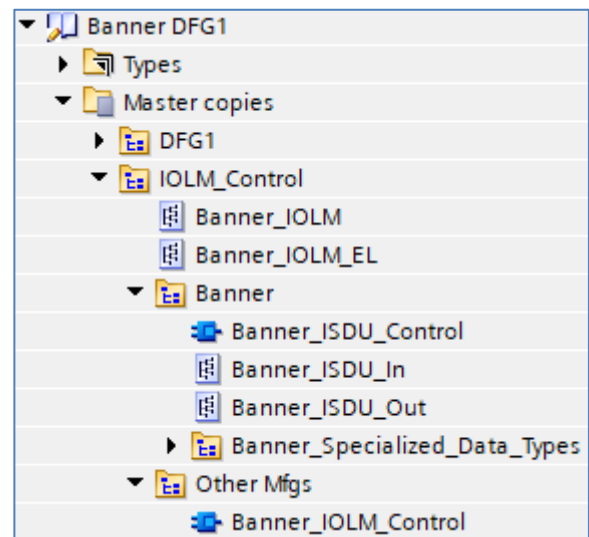 Banner DFG1
Types
Master copies
DFG1
IOLM_Control
Banner_IOLM
Banner_IOLM_EL
Banner
Banner_ISDU_Control
Banner_ISDU_In
Banner_ISDU_Out
Banner_Specialized_Data_Types
Other Mfgs
Banner_IOLM_Control